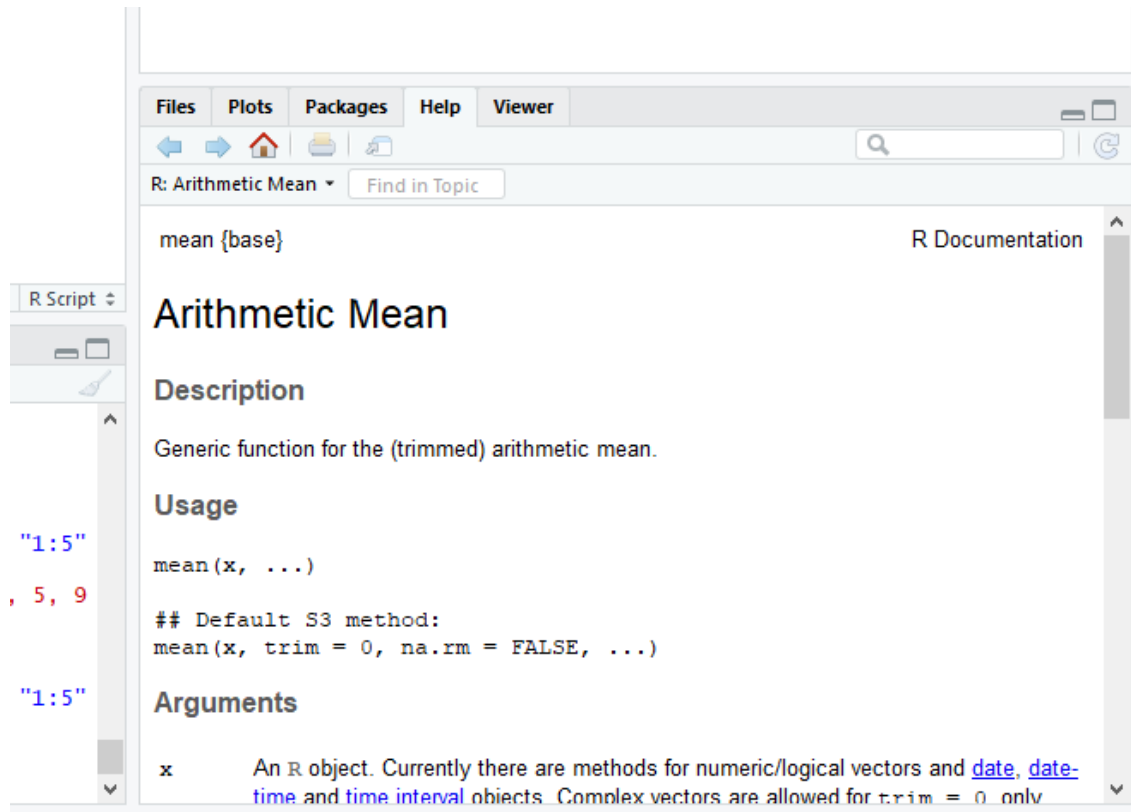 Files Plots Packages Help Viewer
R: Arithmetic Mean Find in Topic
mean {base} R Documentation
R Script
Arithmetic Mean
Description
Generic function for the (trimmed) arithmetic mean.
Usage
"1:5"
mean(x, ...)
, 5, 9
## Default S3 method:
mean(x, trim = 0, na.rm = FALSE, ...)
"1:5"
Arguments
x An R object. Currently there are methods for numeric/logical vectors and date, date-
time and time interval objects. Complex vectors are allowed for trim = 0, only